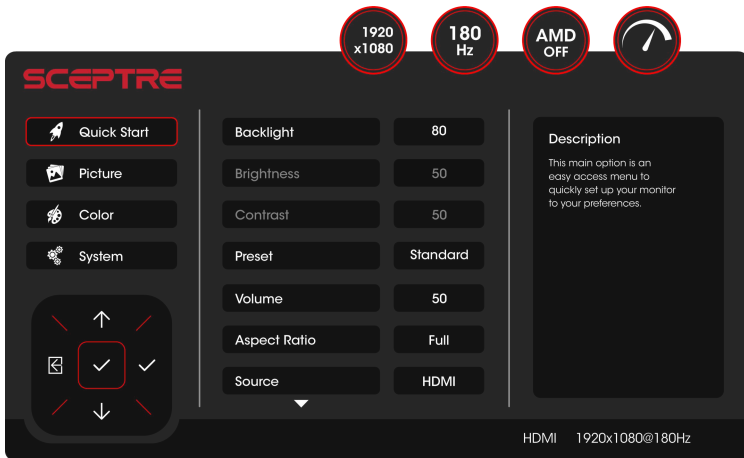 1920
x1080
180
Hz
AMD
OFF
SCEPTRE
Quick Start
Picture
Color
System
Backlight 80
Brightness 50
Contrast 50
Preset Standard
Volume 50
Aspect Ratio Full
Source HDMI
Description
This main option is an
easy access menu to
quickly set up your monitor
to your preferences.
HDMI 1920x1080@180Hz